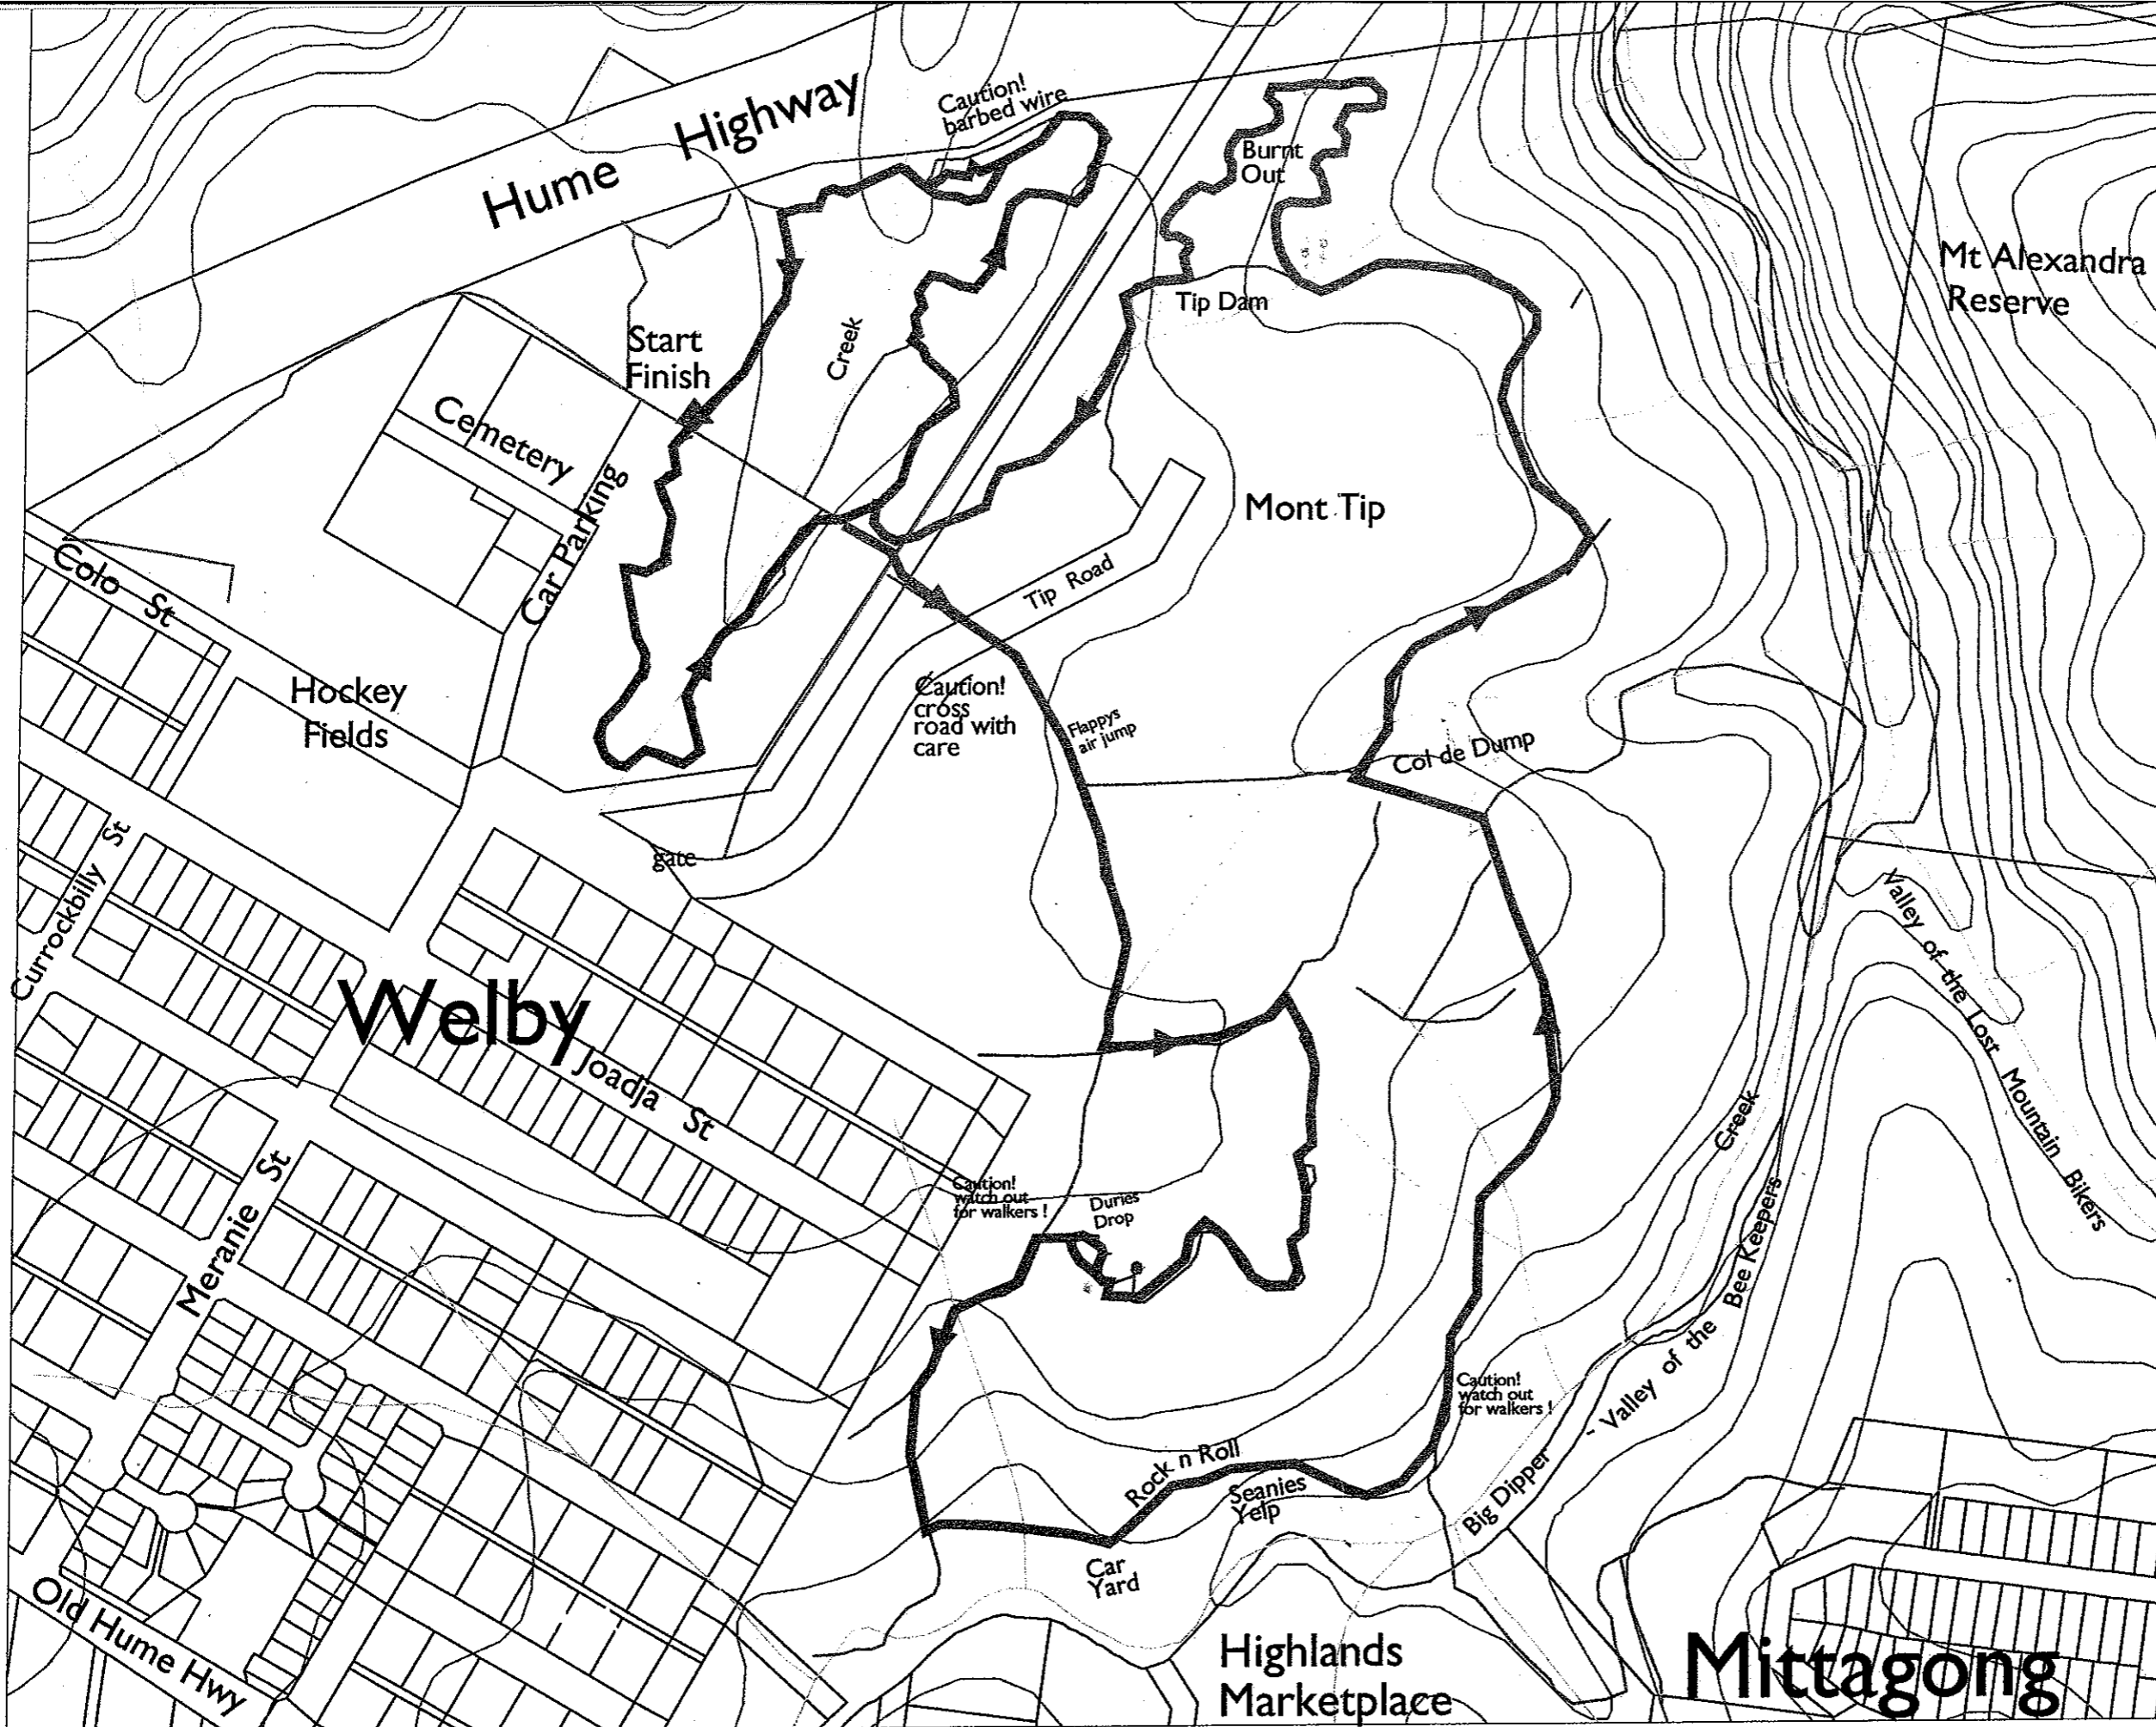 Caution!
barbed wire
Hume Highway
Burnt
Out
Mt Alexandra
Reserve
Tip Dam
Start
Finish
Creek
Cemetery
Car Parking
Mont Tip
Colo St
Tip Road
Hockey
Fields
Caution!
cross
road with
care
Flappys
air jump
Col de Dump
gate
Currockbilly St
Valley of the Lost Mountain Bikers
Welby
Joadja St
Creek
Meranie St
Caution!
watch out
for walkers !
Duries
Drop
Caution!
watch out
for walkers !
Big Dipper - Valley of the Bee Keepers
Rock n Roll
Seanies
Yelp
Car
Yard
Old Hume Hwy
Highlands
Marketplace
Mittagong